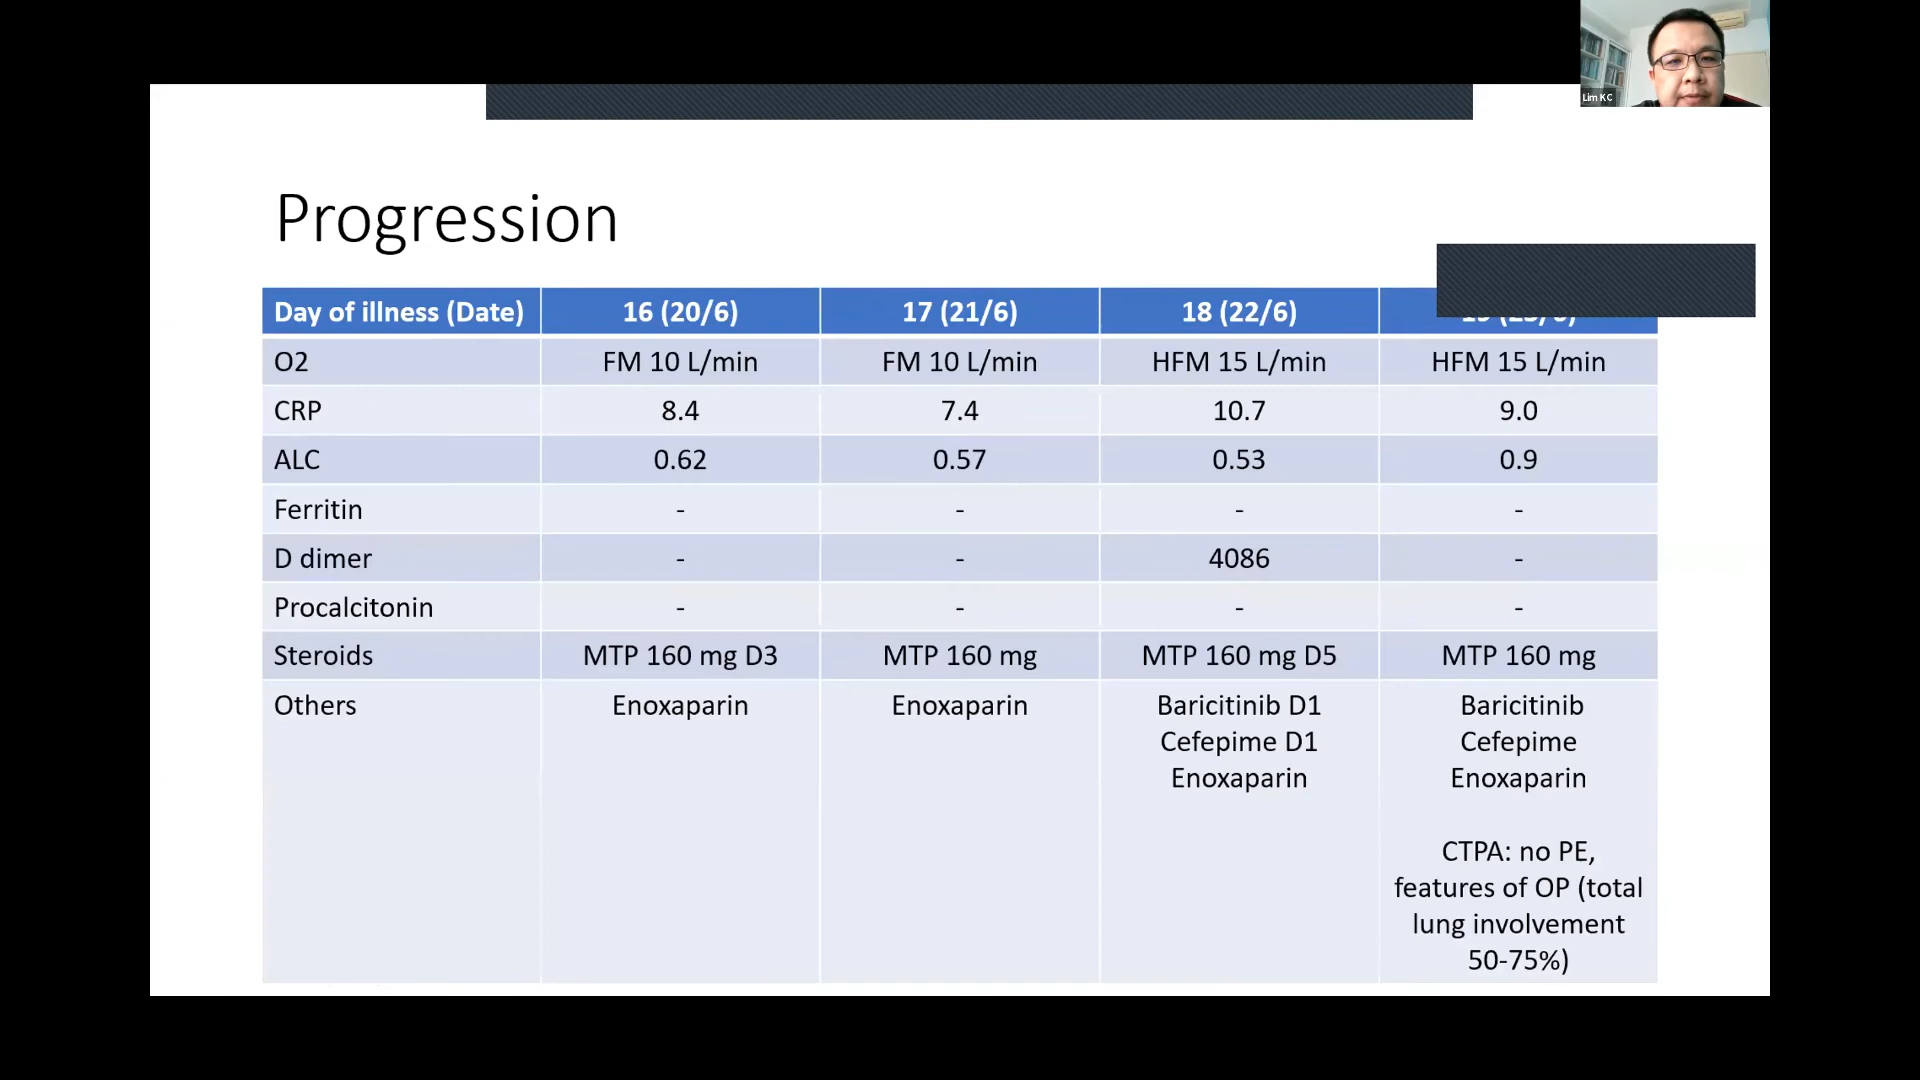 Lim KC
Progression
Day of illness (Date) 16 (20/6) 17 (21/6) 18 (22/6)
O2 FM 10 L/min FM 10 L/min HFM 15 L/min HFM 15 L/min
CRP 8.4 7.4 10.7 9.0
ALC 0.62 0.57 0.53 0.9
Ferritin - - - -
D dimer - - 4086 -
Procalcitonin - - - -
Steroids MTP 160 mg D3 MTP 160 mg MTP 160 mg D5 MTP 160 mg
Others Enoxaparin Enoxaparin Baricitinib D1 Baricitinib
Cefepime D1 Cefepime
Enoxaparin Enoxaparin
CTPA: no PE,
features of OP (total
lung involvement
50-75%)